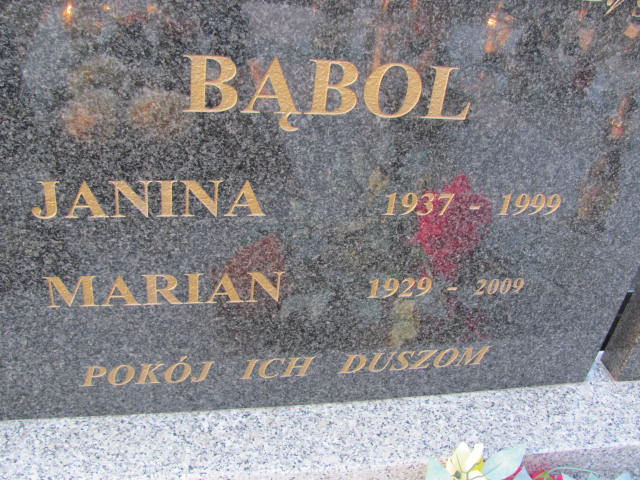 BĄBOL
JANINA 1937 - 1999
MARIAN 1929 - 2009
POKÓJ ICH DUSZOM